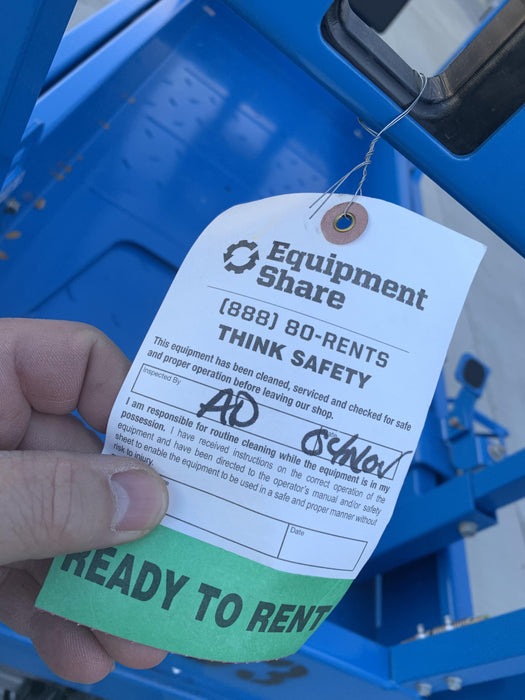 Equipment
Share
(888) 80-RENTS
THINK SAFETY
This equipment has been cleaned, serviced and checked for safe
and proper operation before leaving our shop.
Inspected By
AD
04/NOV
I am responsible for routine cleaning while the equipment is in my
possession. I have received instructions on the correct operation of the
equipment and have been directed to the operator's manual and/or safety
sheet to enable the equipment to be used in a safe and proper manner without
risk to injury.
Date
READY TO RENT
3